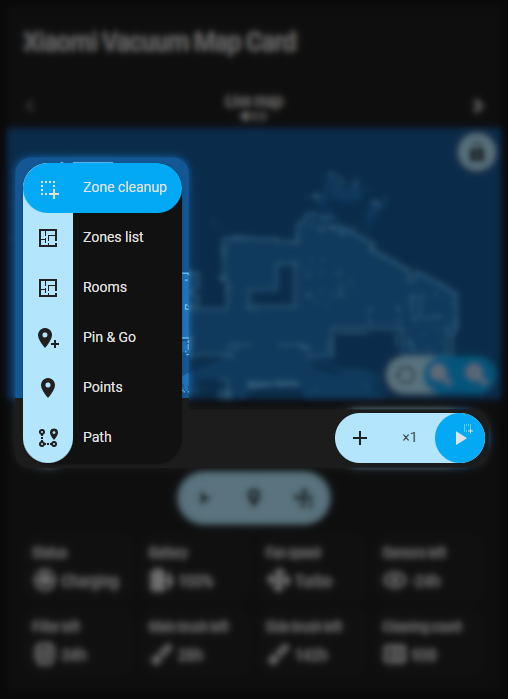 Xiaomi Vacuum Map Card
Live map
Zone cleanup
Zones list
Rooms
Pin & Go
Points
Path
×1
Status
Battery
Fan speed
Sensors left
Charging
100%
Turbo
Filter left
Main brush left
Side brush left
Cleaning count